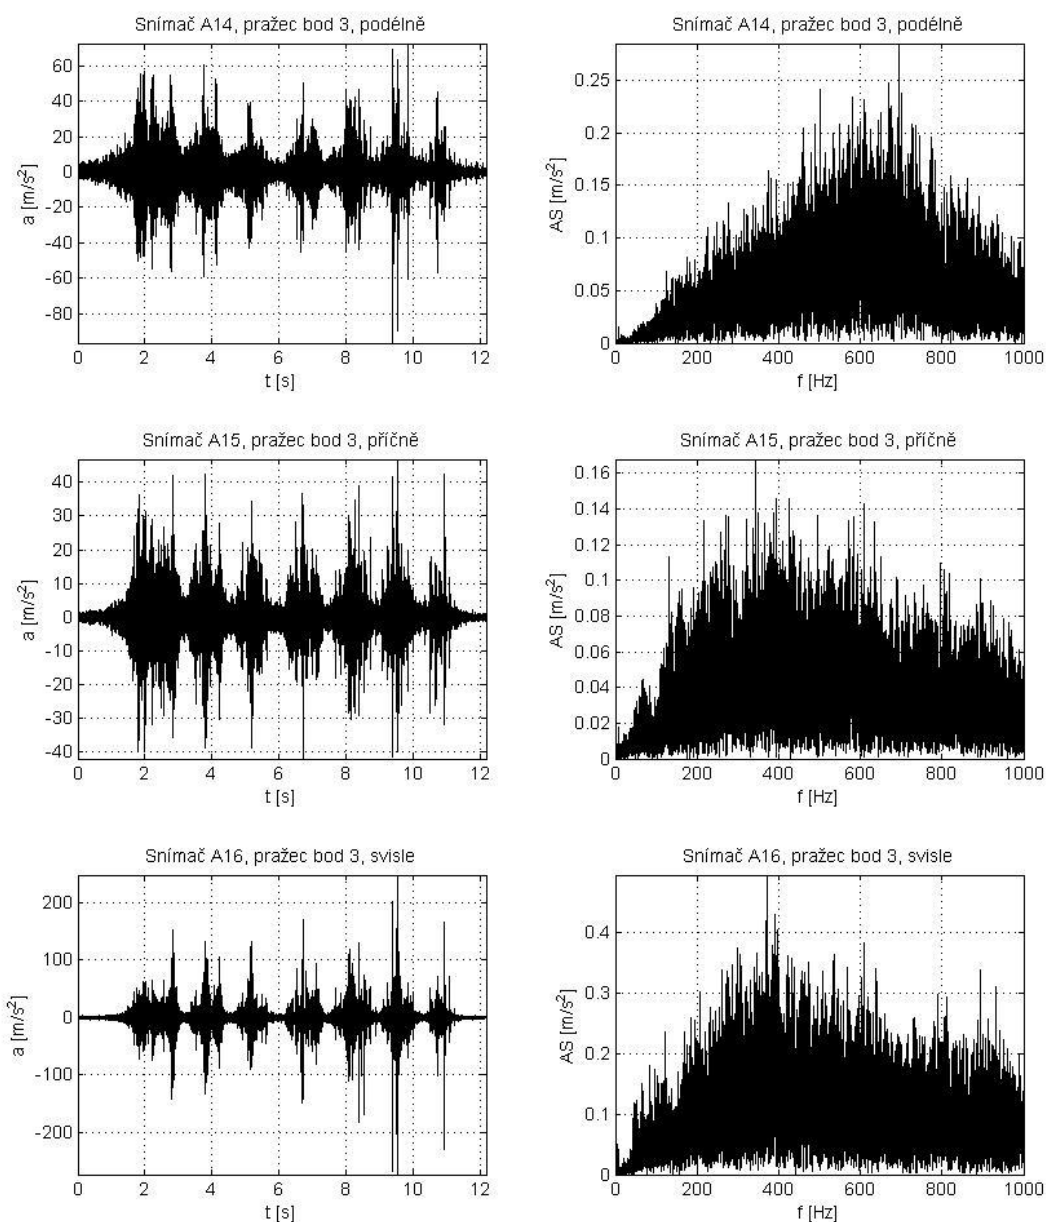 Snímač A14, pražec bod 3, podélně
a [m/s²]
60
40
20
0
-20
-40
-60
-80
0 2 4 6 8 10 12
t [s]
Snímač A14, pražec bod 3, podélně
AS [m/s²]
0.25
0.2
0.15
0.1
0.05
0
0 200 400 600 800 1000
f [Hz]
Snímač A15, pražec bod 3, příčně
a [m/s²]
40
30
20
10
0
-10
-20
-30
-40
0 2 4 6 8 10 12
t [s]
Snímač A15, pražec bod 3, příčně
AS [m/s²]
0.16
0.14
0.12
0.1
0.08
0.06
0.04
0.02
0
0 200 400 600 800 1000
f [Hz]
Snímač A16, pražec bod 3, svisle
a [m/s²]
200
100
0
-100
-200
0 2 4 6 8 10 12
t [s]
Snímač A16, pražec bod 3, svisle
AS [m/s²]
0.4
0.3
0.2
0.1
0
0 200 400 600 800 1000
f [Hz]